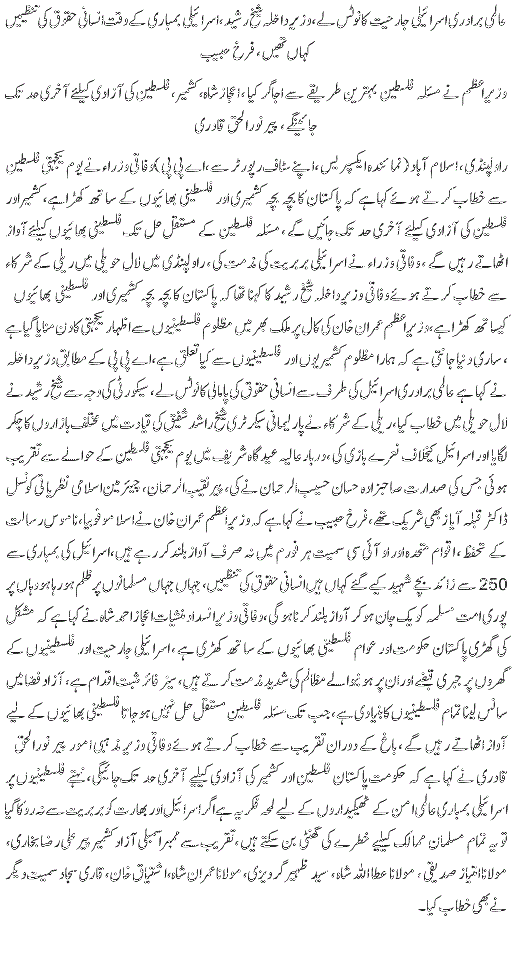 عالمی برادری اسرائیلی جارحیت کا نوٹس لے، وزیر داخلہ شیخ رشید، اسرائیلی بمباری کے وقت انسانی حقوق کی تنظیمیں
کہاں تھیں، فرخ حبیب
وزیر اعظم نے مسئلہ فلسطین بہترین طریقے سے اجاگر کیا، اعجاز شاہ، کشمیر، فلسطین کی آزادی کیلئے آخری حد تک
جائینگے، پیر نور الحق قادری
راولپنڈی، اسلام آباد (نمائندہ ایکسپریس، اپنے سٹاف رپورٹر سے، اے پی پی) وفاقی وزراء نے یوم یکجہتی فلسطین
سے خطاب کرتے ہوئے کہا ہے کہ پاکستان کا بچہ بچہ کشمیری اور فلسطینی بھائیوں کے ساتھ کھڑا ہے، کشمیر اور
فلسطین کی آزادی کیلئے آخری حد تک جائیں گے، مسئلہ فلسطین کے مستقل حل تک فلسطینی بھائیوں کیلئے آواز
اٹھاتے رہیں گے، وفاقی وزراء نے اسرائیلی بربریت کی مذمت کی، راولپنڈی میں لال حویلی میں ریلی کے شرکاء
سے خطاب کرتے ہوئے وفاقی وزیر داخلہ شیخ رشید کا کہنا تھا کہ پاکستان کا بچہ بچہ کشمیری اور فلسطینی بھائیوں
کیساتھ کھڑا ہے، وزیر اعظم عمران خان کی کال پر ملک بھر میں مظلوم فلسطینیوں سے اظہار یکجہتی کا دن منایا گیا ہے
، ساری دنیا جانتی ہے کہ ہمارا مظلوم کشمیریوں اور فلسطینیوں سے کیا تعلق ہے، اے پی پی کے مطابق وزیر داخلہ
نے کہا ہے عالمی برادری اسرائیل کی طرف سے انسانی حقوق کی پامالی کا نوٹس لے، سیکورٹی کی وجہ سے شیخ رشید نے
لال حویلی میں خطاب کیا، ریلی کے شرکاء نے پارلیمانی سیکرٹری شیخ راشد شفیق کی قیادت میں مختلف بازاروں کا چکر
لگایا اور اسرائیل کیخلاف نعرے بازی کی، دربار عالیہ عیدگاہ شریف میں یوم یکجہتی فلسطین کے حوالے سے تقریب
ہوئی جس کی صدارت صاحبزادہ حسان حسیب الرحمان نے کی، پیر نقیب الرحمان، چیئرمین اسلامی نظریاتی کونسل
ڈاکٹر قبلہ ایاز بھی شریک تھے، فرخ حبیب نے کہا ہے کہ وزیر اعظم عمران خان نے اسلامو فوبیا، ناموس رسالت
کے تحفظ، اقوام متحدہ اور او آئی سی سمیت ہر فورم میں نہ صرف آواز بلند کر رہے ہیں، اسرائیل کی بمباری سے
250 سے زائد بچے شہید کیے گئے کہاں ہیں انسانی حقوق کی تنظیمیں، جہاں جہاں مسلمانوں پر ظلم ہو رہا ہو وہاں پر
پوری امت مسلمہ کو یک جان ہو کر آواز بلند کرنا ہو گی، وفاقی وزیر انسداد منشیات اعجاز احمد شاہ نے کہا ہے کہ مشکل
کی گھڑی پاکستان حکومت اور عوام فلسطینی بھائیوں کے ساتھ کھڑی ہے، اسرائیلی جارحیت اور فلسطینیوں کے
گھروں پر جبری قبضے اور ان پر ہونیوالے مظالم کی شدید مذمت کرتے ہیں، سیز فائر مثبت اقدام ہے، آزاد فضا میں
سانس لینا تمام فلسطینیوں کا بنیادی ہے، جب تک مسئلہ فلسطین مستقل حل نہیں ہو جاتا فلسطینی بھائیوں کے لیے
آواز اٹھاتے رہیں گے، باغ کے دوران تقریب سے خطاب کرتے ہوئے وفاقی وزیر مذہبی امور پیر نور الحق
قادری نے کہا ہے کہ حکومت پاکستان فلسطین اور کشمیر کی آزادی کیلئے آخری حد تک جائیگی، نہتے فلسطینیوں پر
اسرائیلی بمباری عالمی امن کے ٹھیکیداروں کے لیے لمحہ فکریہ ہے اگر اسرائیل اور بھارت کو بربریت سے نہ روکا گیا
تو یہ تمام مسلمان ممالک کیلئے خطرے کی گھنٹی بن سکتے ہیں، تقریب سے ممبر اسمبلی آزاد کشمیر پیر علی رضا بخاری،
مولانا امتیاز صدیقی، مولانا عطا اللہ شاہ، سید ظہیر گردیزی، مولانا عمران شاہ، اشتیاق خان، قاری سجاد سمیت دیگر
نے بھی خطاب کیا۔